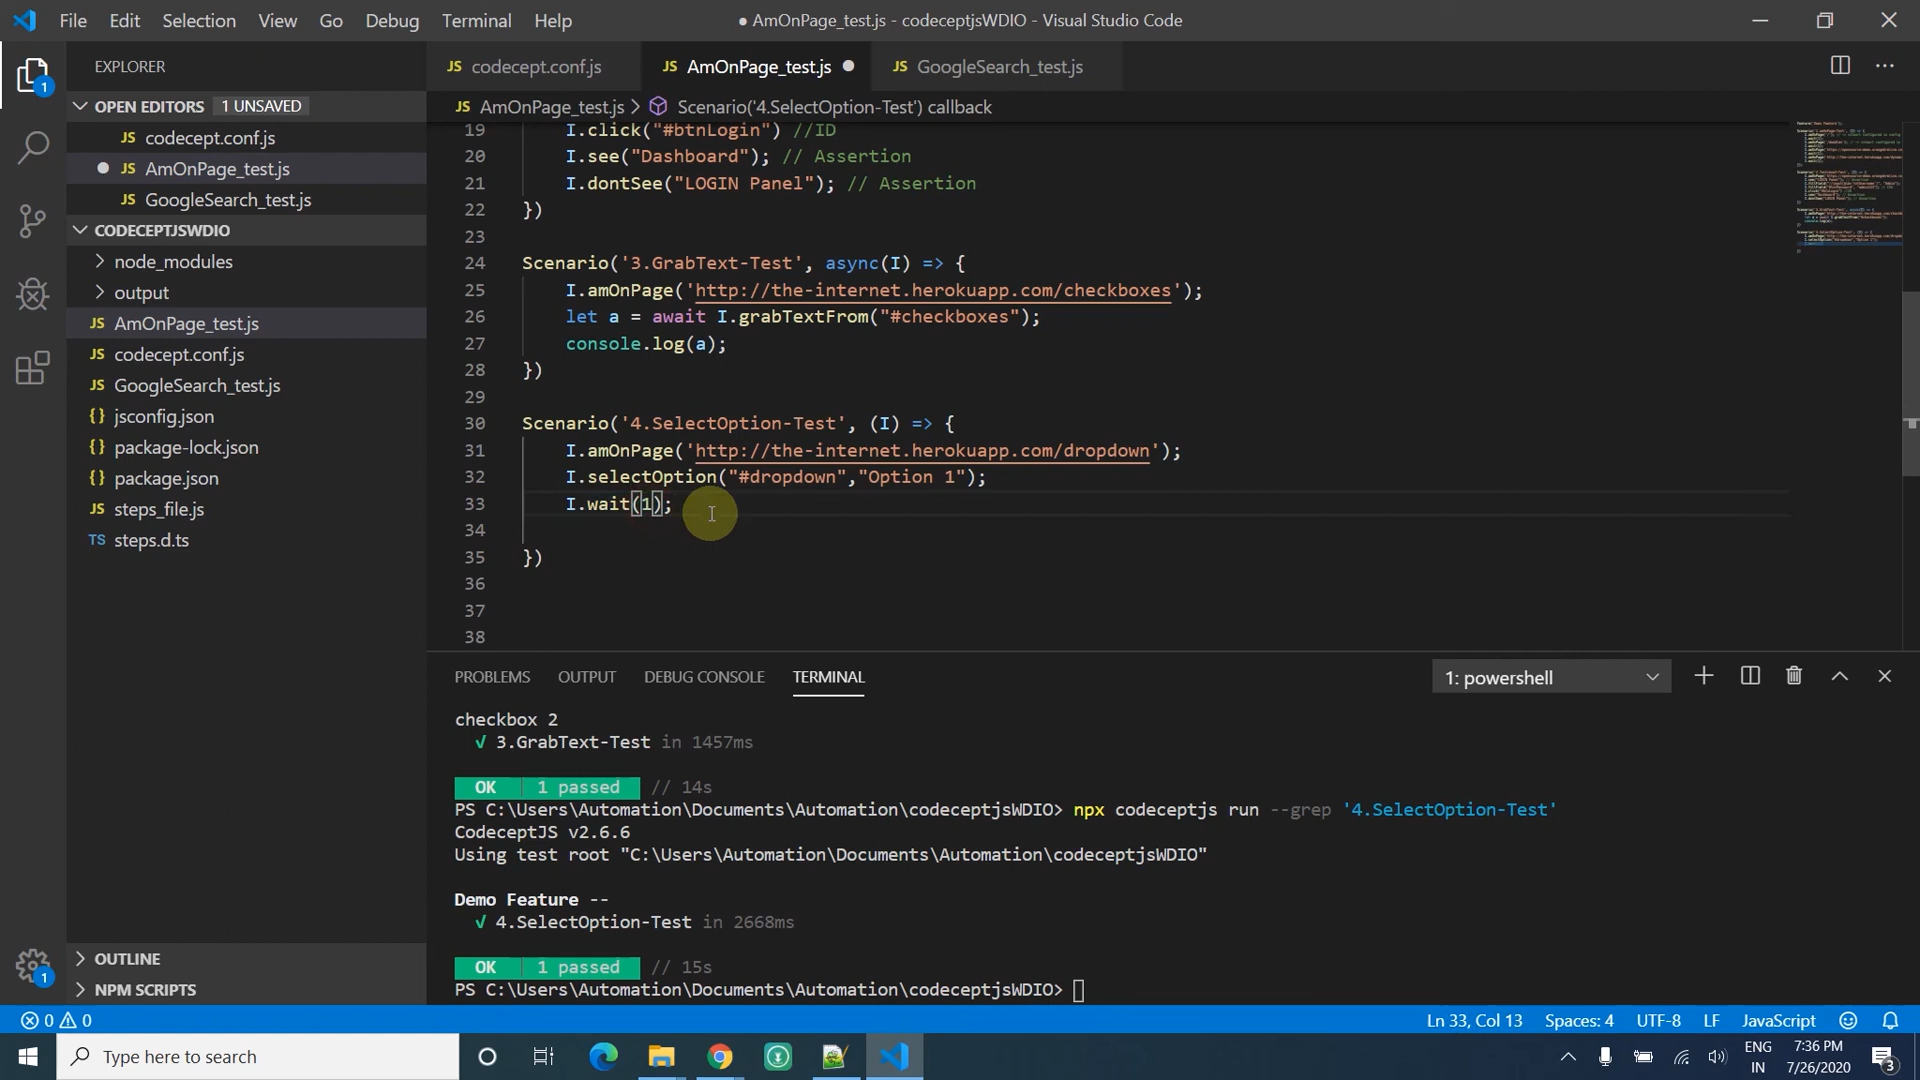 File Edit Selection View Go Debug Terminal Help
● AmOnPage_test.js - codeceptjsWDIO - Visual Studio Code
EXPLORER
OPEN EDITORS 1 UNSAVED
JS codecept.conf.js
JS AmOnPage_test.js
JS GoogleSearch_test.js
CODECEPTJSWDIO
node_modules
output
JS AmOnPage_test.js
JS codecept.conf.js
JS GoogleSearch_test.js
{} jsconfig.json
{} package-lock.json
{} package.json
JS steps_file.js
TS steps.d.ts
OUTLINE
NPM SCRIPTS
1
1
JS codecept.conf.js JS AmOnPage_test.js JS GoogleSearch_test.js
JS AmOnPage_test.js > Scenario('4.SelectOption-Test') callback
19 I.click("#btnLogin") //ID
20 I.see("Dashboard"); // Assertion
21 I.dontSee("LOGIN Panel"); // Assertion
22 })
23
24 Scenario('3.GrabText-Test', async(I) => {
25 I.amOnPage('http://the-internet.herokuapp.com/checkboxes');
26 let a = await I.grabTextFrom("#checkboxes");
27 console.log(a);
28 })
29
30 Scenario('4.SelectOption-Test', (I) => {
31 I.amOnPage('http://the-internet.herokuapp.com/dropdown');
32 I.selectOption("#dropdown","Option 1");
33 I.wait(1);
34
35 })
36
37
38
PROBLEMS OUTPUT DEBUG CONSOLE TERMINAL 1: powershell
checkbox 2
√ 3.GrabText-Test in 1457ms
OK | 1 passed // 14s
PS C:\Users\Automation\Documents\Automation\codeceptjsWDIO> npx codeceptjs run --grep '4.SelectOption-Test'
CodeceptJS v2.6.6
Using test root "C:\Users\Automation\Documents\Automation\codeceptjsWDIO"
Demo Feature --
√ 4.SelectOption-Test in 2668ms
OK | 1 passed // 15s
PS C:\Users\Automation\Documents\Automation\codeceptjsWDIO>
0 0 Ln 33, Col 13 Spaces: 4 UTF-8 LF JavaScript
Type here to search
ENG
IN
7:36 PM
7/26/2020
3